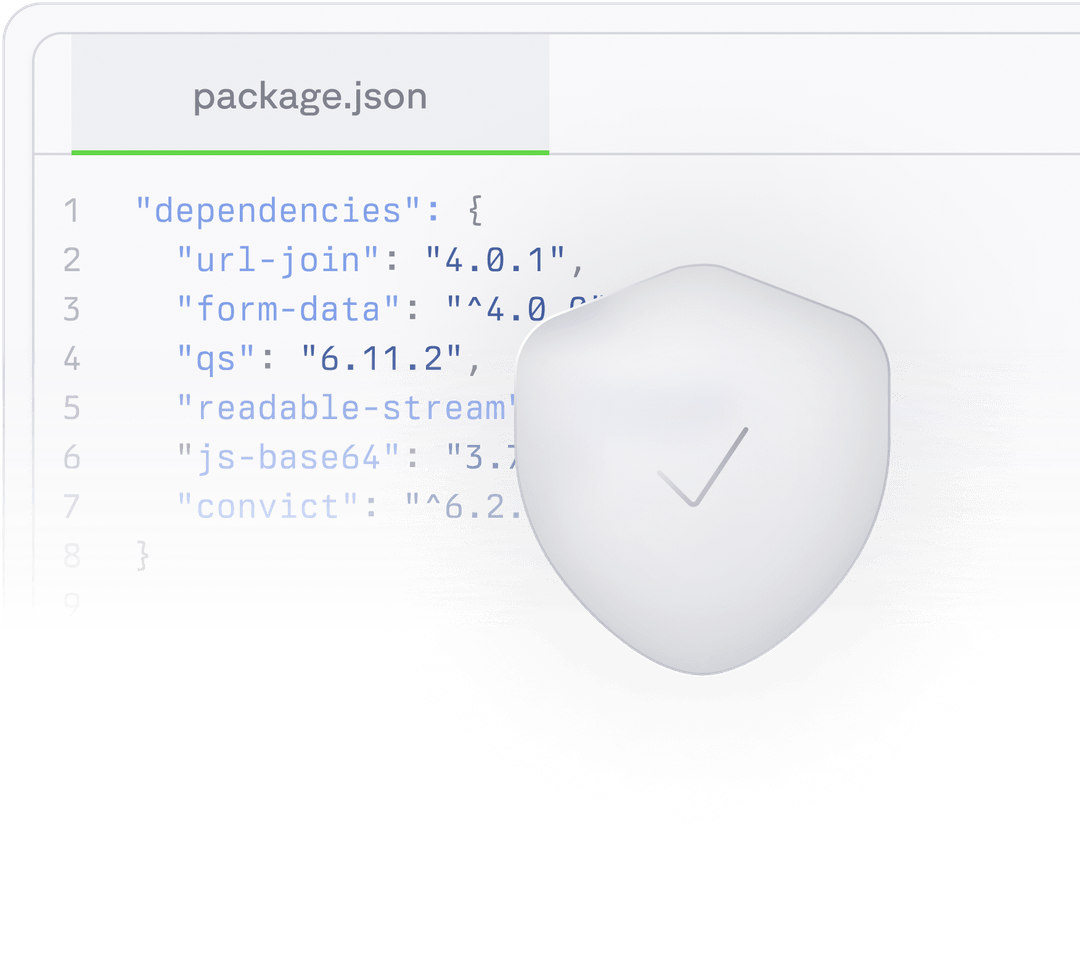 package.json
1 "dependencies": {
2 "url-join": "4.0.1",
3 "form-data": "^4.0
4 "qs": "6.11.2",
5 "readable-stream"
6 "js-base64": "3.7
7 "convict": "^6.2.
8 }
9